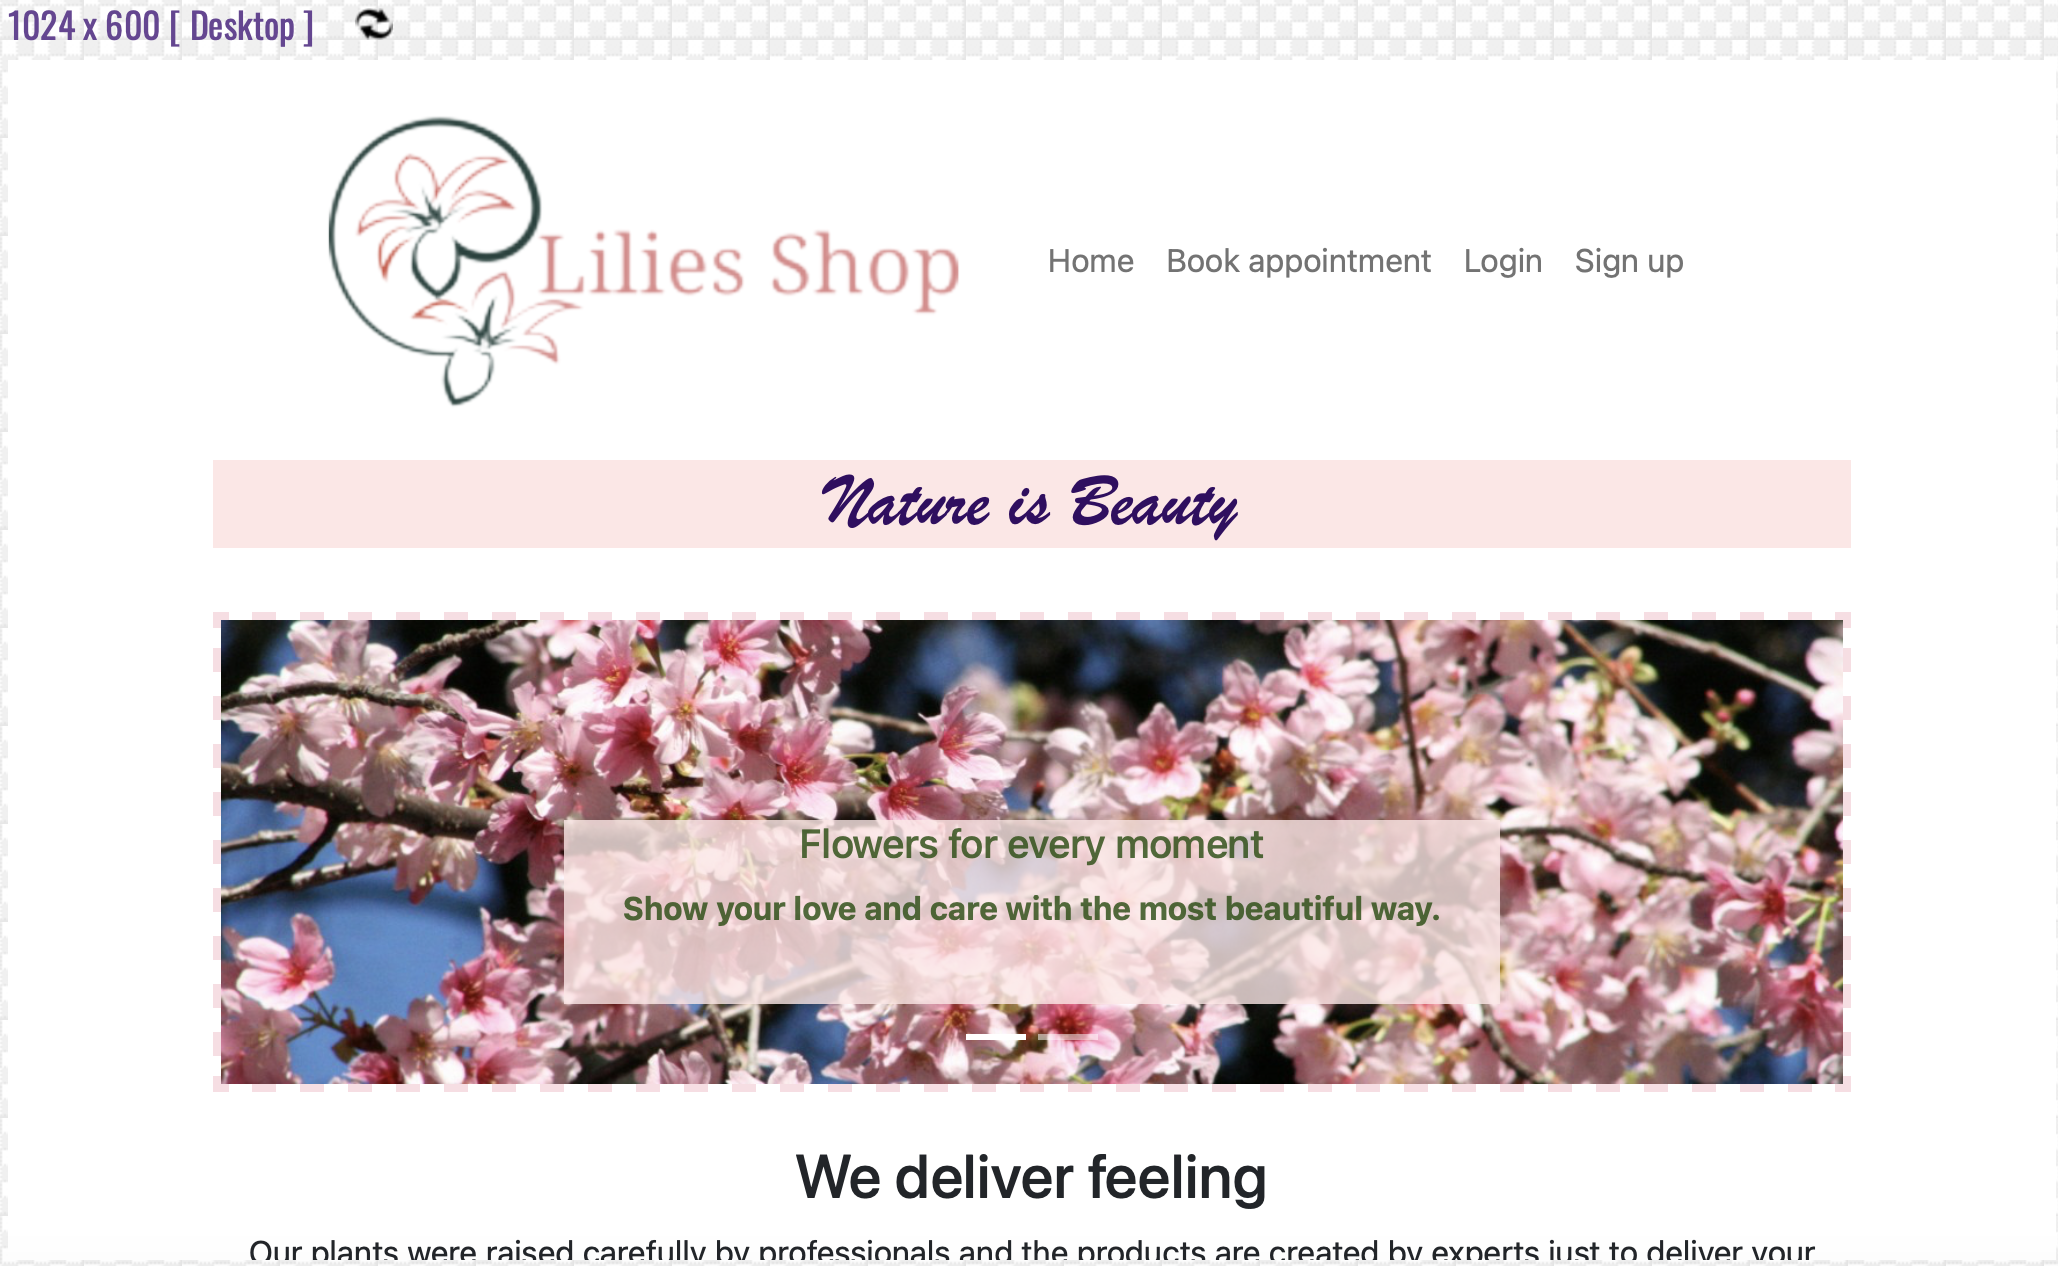 1024 x 600 [ Desktop ]
Lilies Shop
Home Book appointment Login Sign up
Nature is Beauty
Flowers for every moment
Show your love and care with the most beautiful way.
We deliver feeling
Our plants were raised carefully by professionals and the products are created by experts just to deliver your